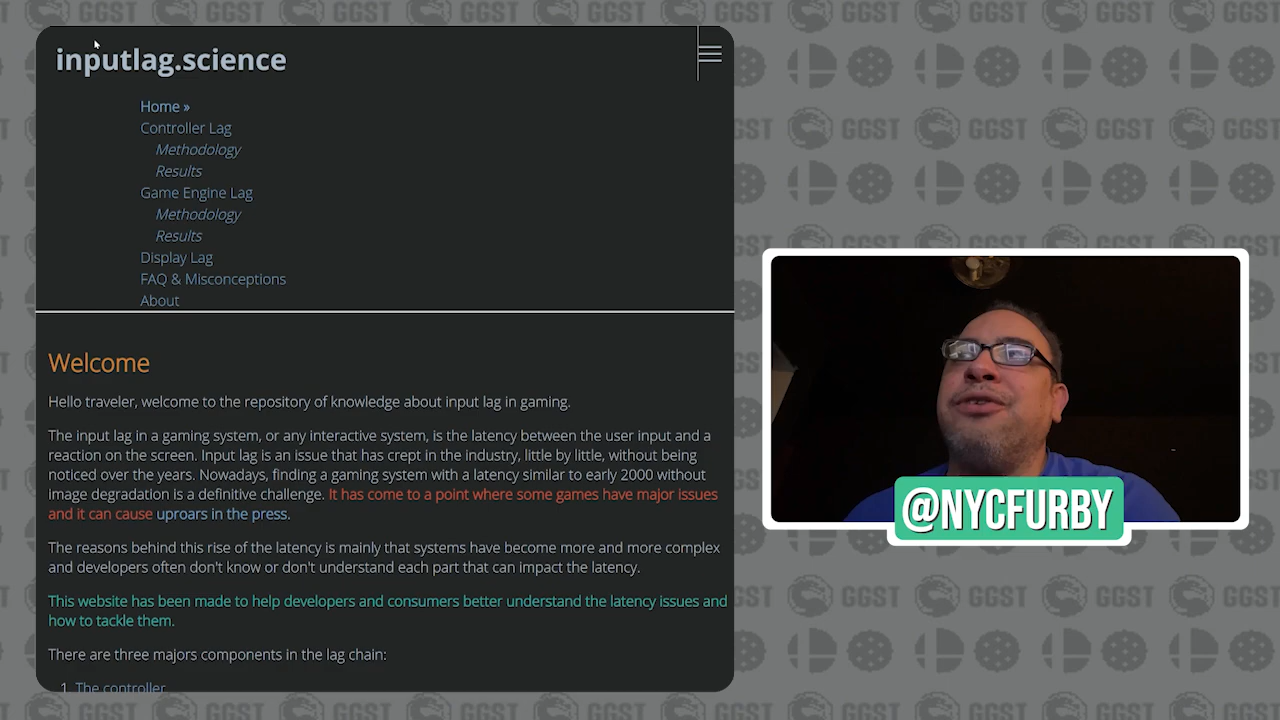 inputlag.science
Home »
Controller Lag
Methodology
Results
Game Engine Lag
Methodology
Results
Display Lag
FAQ & Misconceptions
About
Welcome
Hello traveler, welcome to the repository of knowledge about input lag in gaming.
The input lag in a gaming system, or any interactive system, is the latency between the user input and a
reaction on the screen. Input lag is an issue that has crept in the industry, little by little, without being
noticed over the years. Nowadays, finding a gaming system with a latency similar to early 2000 without
image degradation is a definitive challenge. It has come to a point where some games have major issues
and it can cause uproars in the press.
The reasons behind this rise of the latency is mainly that systems have become more and more complex
and developers often don't know or don't understand each part that can impact the latency.
This website has been made to help developers and consumers better understand the latency issues and
how to tackle them.
There are three majors components in the lag chain:
1. The controller
@NYCFURBY
GGST